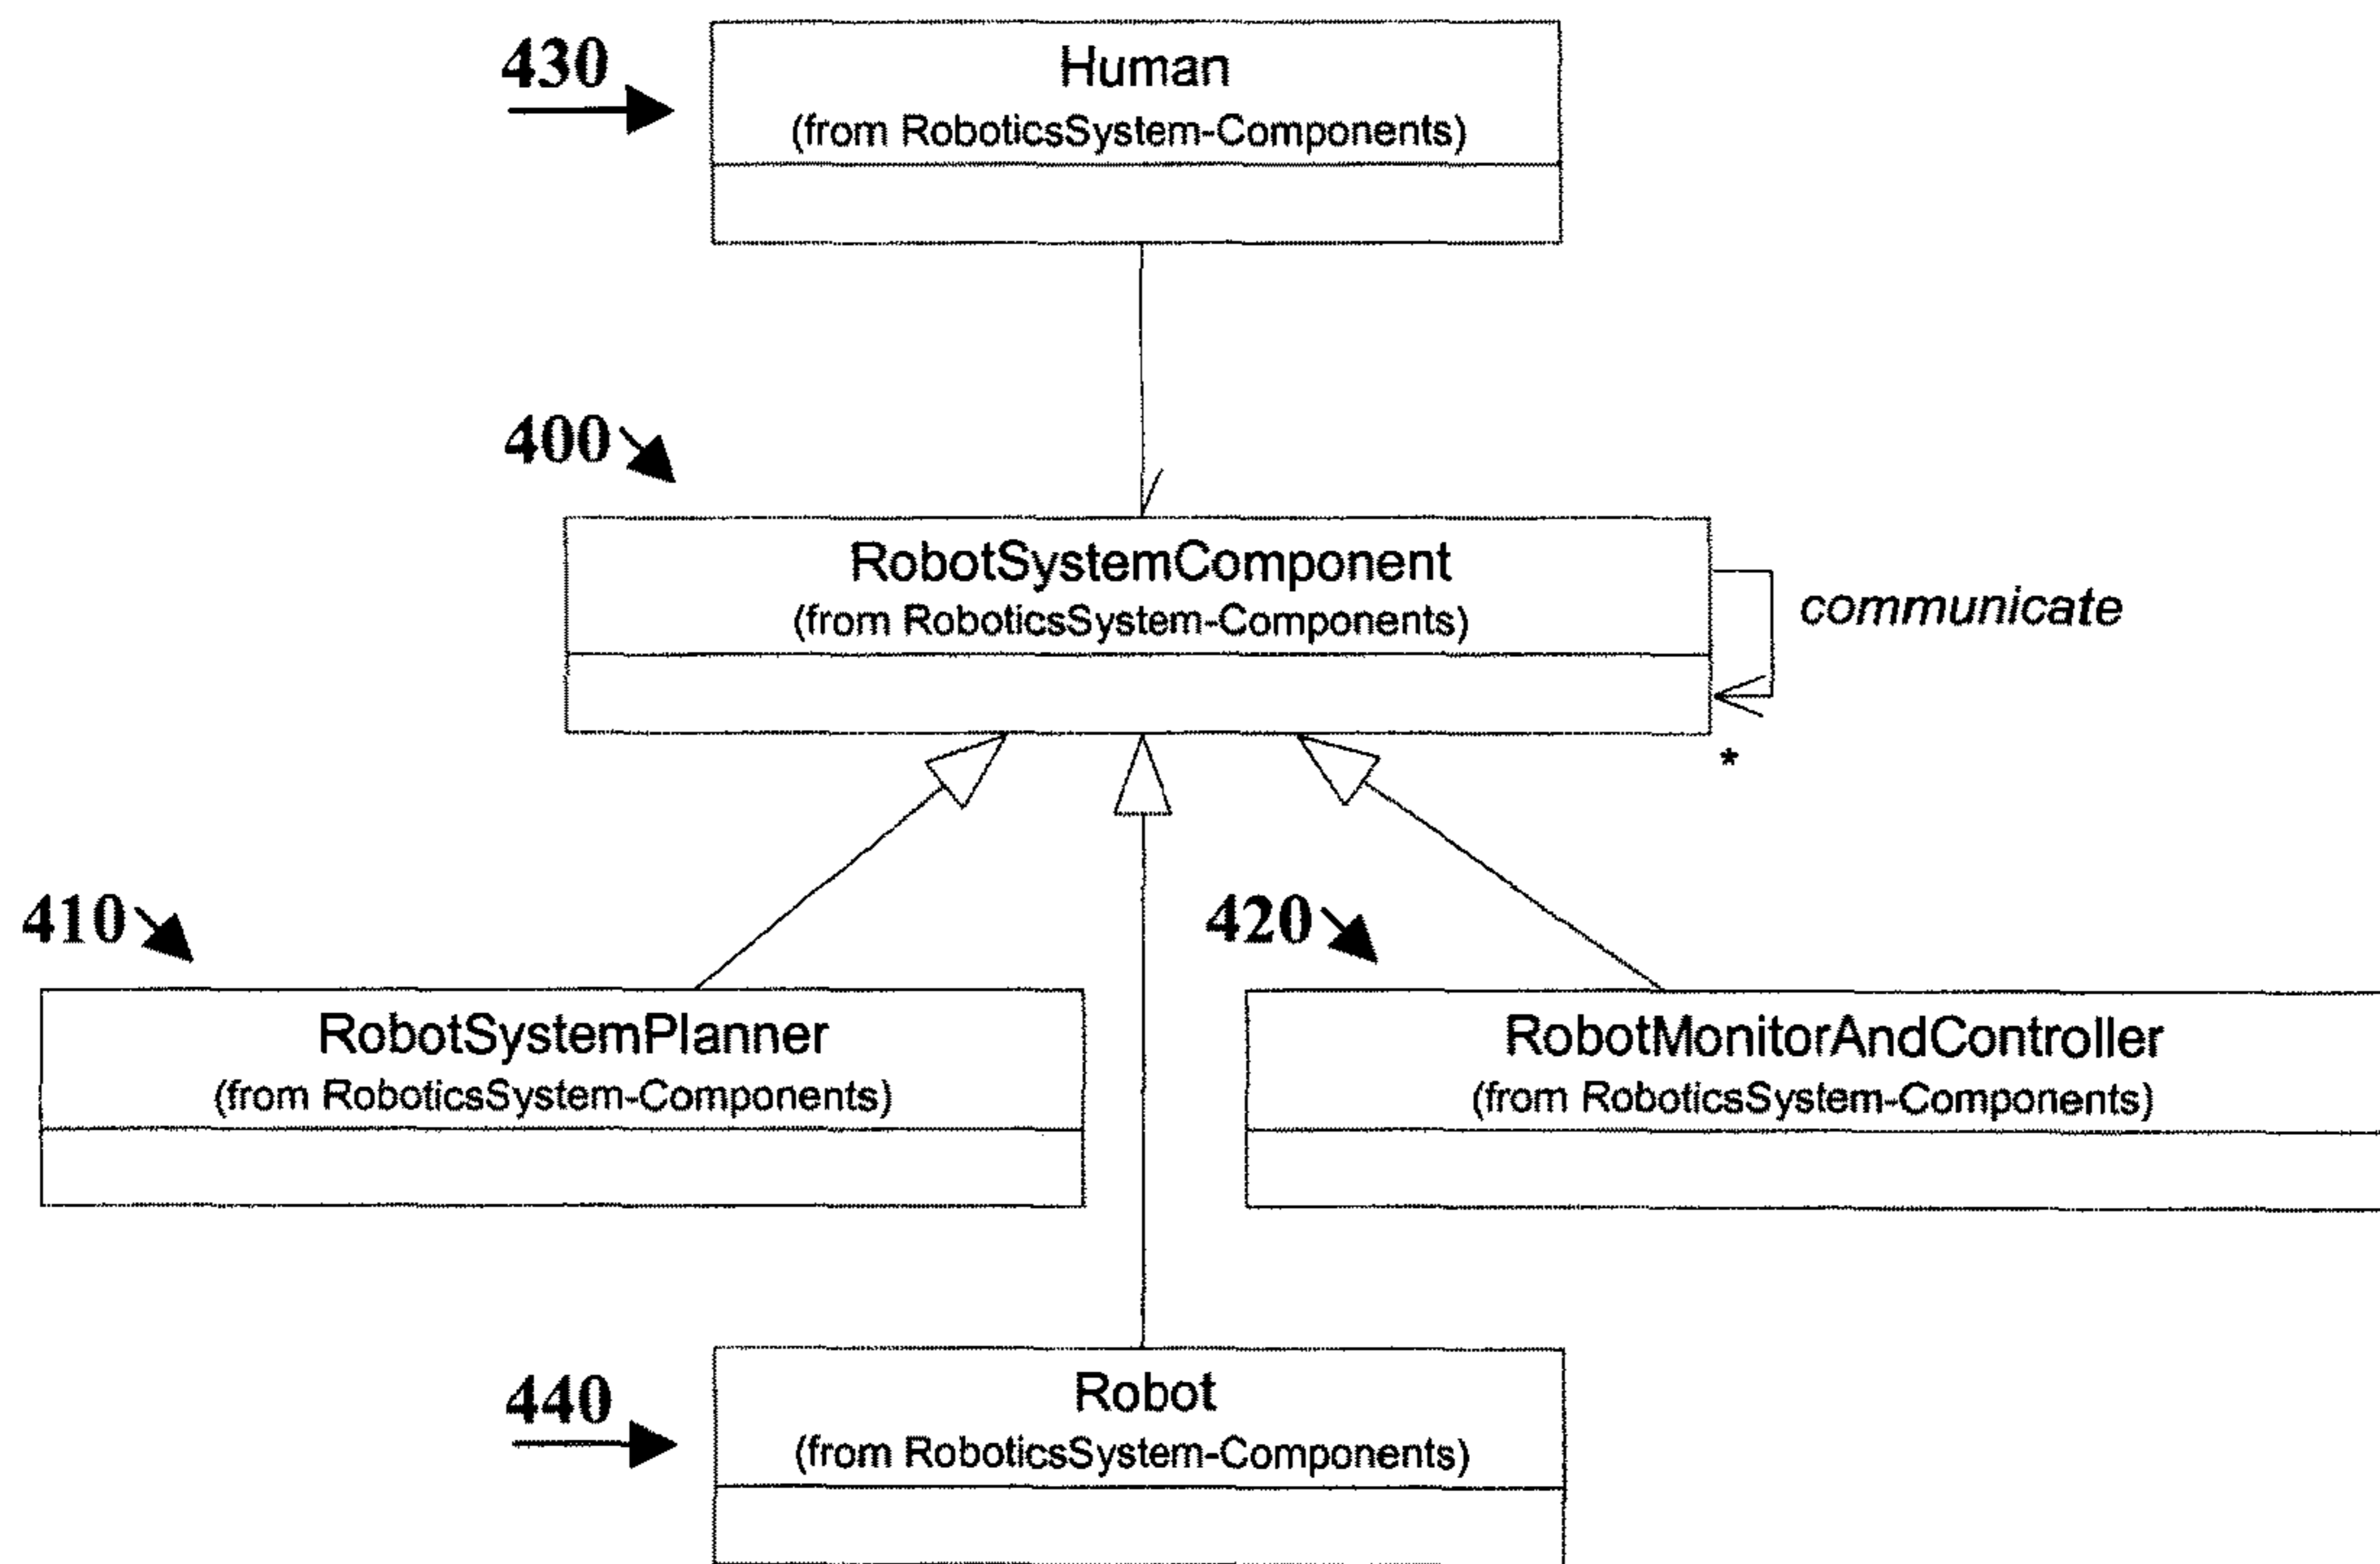 430
Human
(from RoboticsSystem-Components)
400
RobotSystemComponent
(from RoboticsSystem-Components)
communicate
*
410
RobotSystemPlanner
(from RoboticsSystem-Components)
420
RobotMonitorAndController
(from RoboticsSystem-Components)
440
Robot
(from RoboticsSystem-Components)